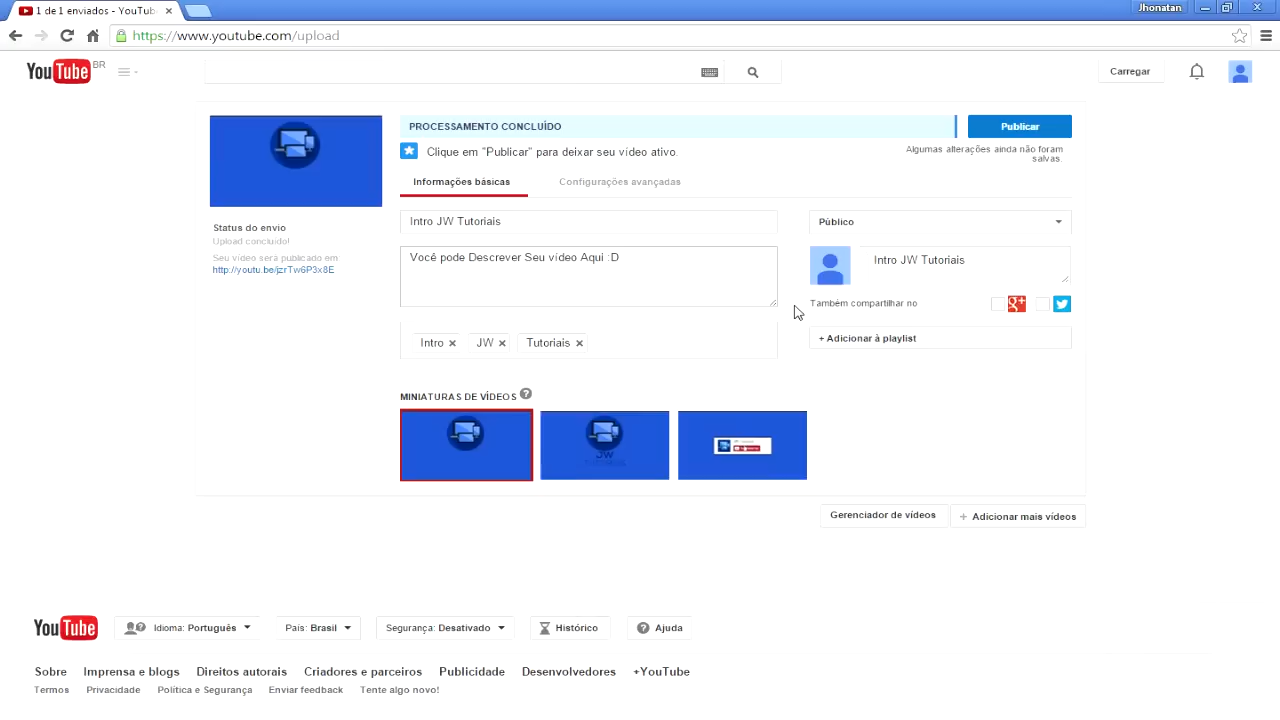 1 de 1 enviados - YouTub
Jhonatan
https://www.youtube.com/upload
YouTube BR
Carregar
PROCESSAMENTO CONCLUÍDO
Publicar
Clique em "Publicar" para deixar seu vídeo ativo.
Algumas alterações ainda não foram
salvas.
Informações básicas
Configurações avançadas
Status do envio
Upload concluído!
Seu vídeo será publicado em
http://youtu.be/jzrTw6P3x8E
Intro JW Tutoriais
Você pode Descrever Seu vídeo Aqui :D
Intro
JW
Tutoriais
Público
Intro JW Tutoriais
Também compartilhar no
+ Adicionar à playlist
MINIATURAS DE VÍDEOS
JW
TUTORIAIS
Gerenciador de vídeos
+ Adicionar mais vídeos
YouTube
Idioma: Português
País: Brasil
Segurança: Desativado
Histórico
Ajuda
Sobre Imprensa e blogs Direitos autorais Criadores e parceiros Publicidade Desenvolvedores +YouTube
Termos Privacidade Política e Segurança Enviar feedback Tente algo novo!